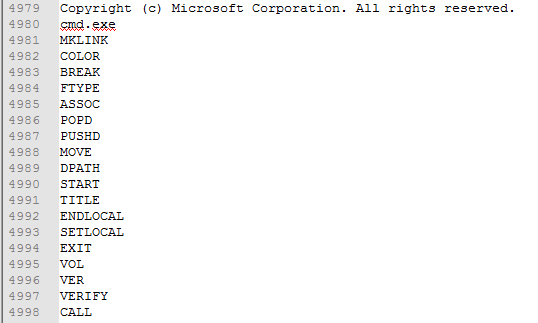 4979 Copyright (c) Microsoft Corporation. All rights reserved.
4980 cmd.exe
4981 MKLINK
4982 COLOR
4983 BREAK
4984 FTYPE
4985 ASSOC
4986 POPD
4987 PUSHD
4988 MOVE
4989 DPATH
4990 START
4991 TITLE
4992 ENDLOCAL
4993 SETLOCAL
4994 EXIT
4995 VOL
4996 VER
4997 VERIFY
4998 CALL